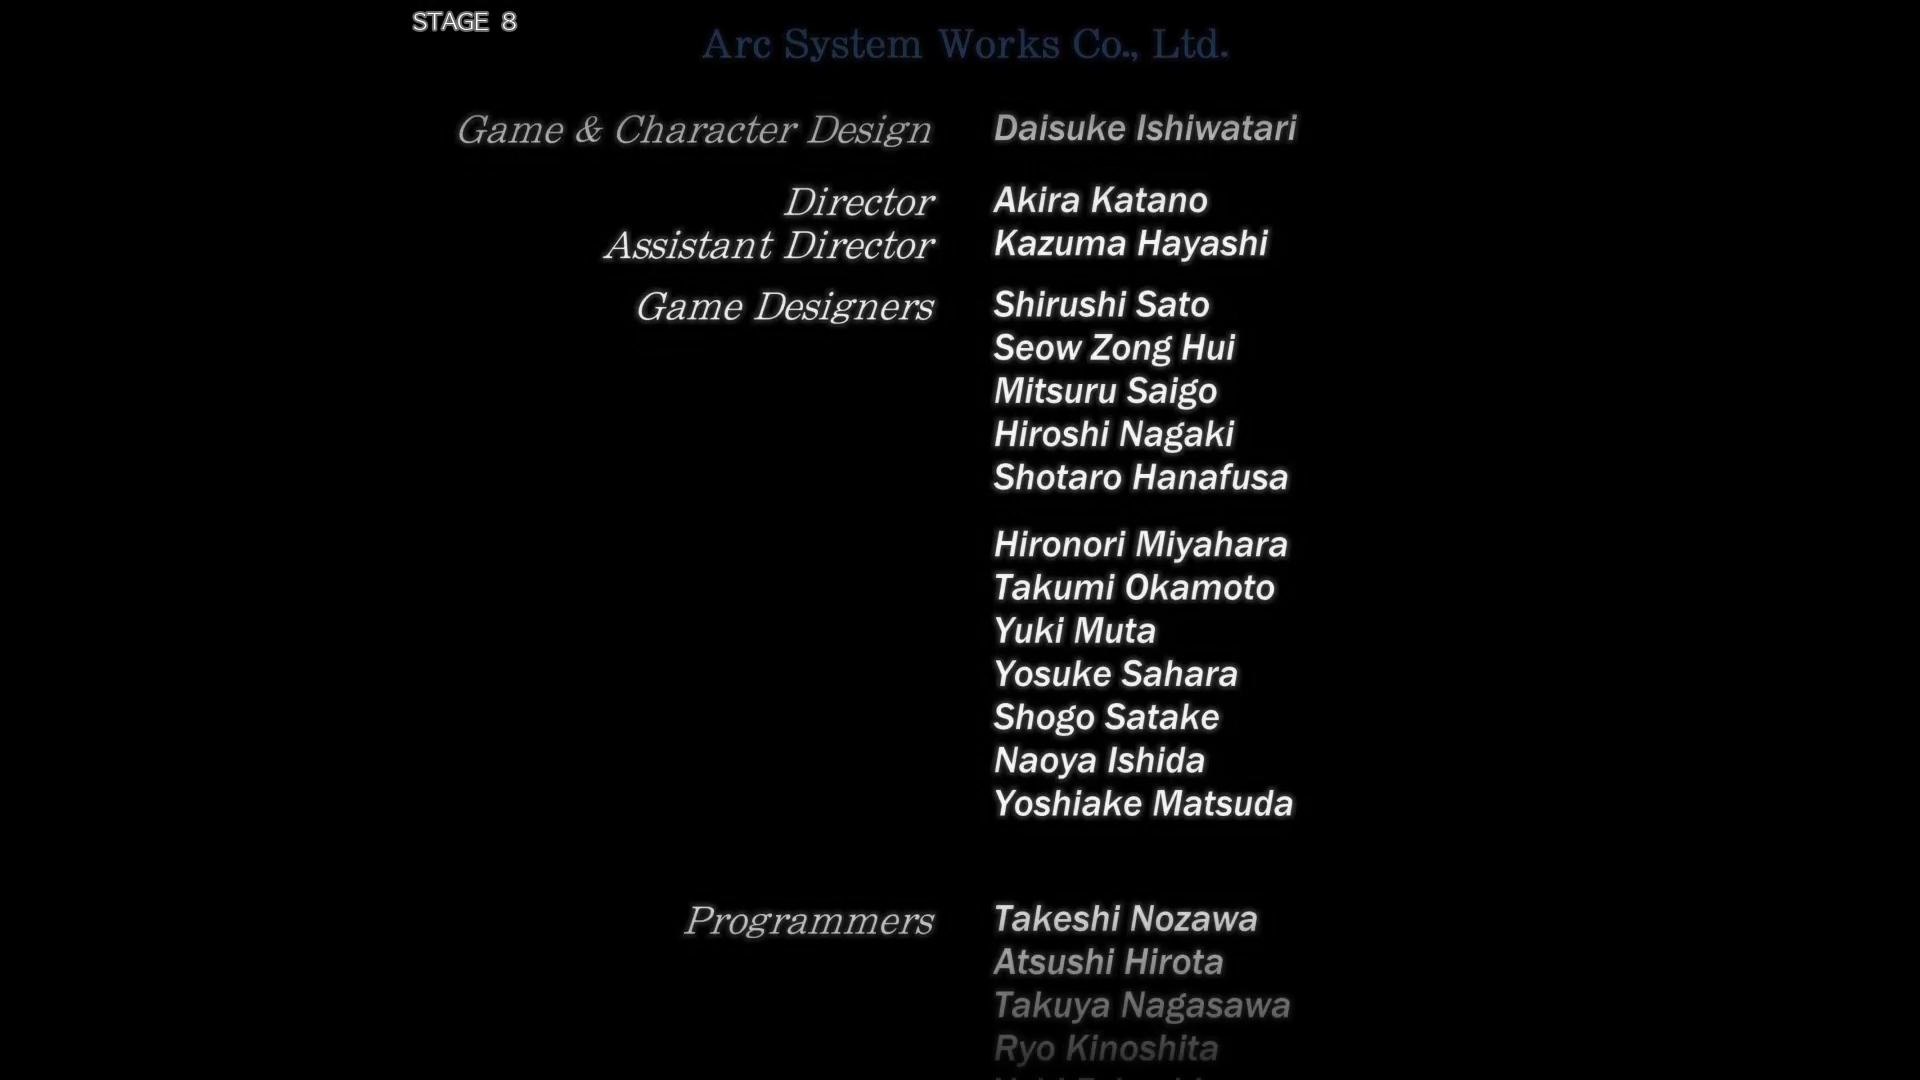 STAGE 8
Arc System Works Co., Ltd.
Game & Character Design Daisuke Ishiwatari
Director Akira Katano
Assistant Director Kazuma Hayashi
Game Designers Shirushi Sato
Seow Zong Hui
Mitsuru Saigo
Hiroshi Nagaki
Shotaro Hanafusa
Hironori Miyahara
Takumi Okamoto
Yuki Muta
Yosuke Sahara
Shogo Satake
Naoya Ishida
Yoshiake Matsuda
Programmers Takeshi Nozawa
Atsushi Hirota
Takuya Nagasawa
Ryo Kinoshita